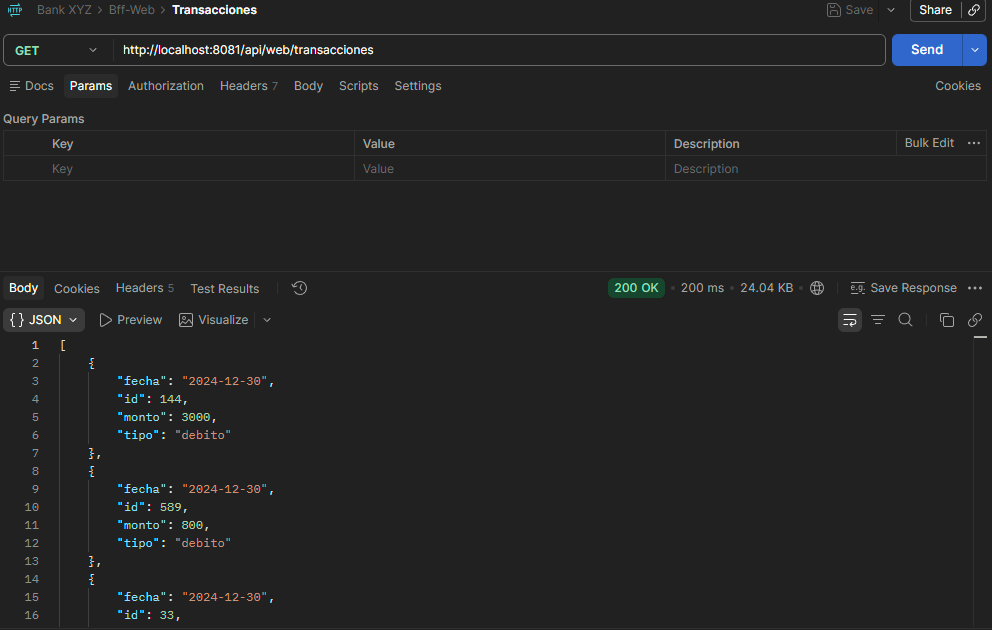 HTTP Bank XYZ > Bff-Web > Transacciones Save Share
GET http://localhost:8081/api/web/transacciones Send
Docs Params Authorization Headers 7 Body Scripts Settings Cookies
Query Params
Key Value Description Bulk Edit
Key Value Description
Body Cookies Headers 5 Test Results 200 OK 200 ms 24.04 KB e.g. Save Response
{} JSON Preview Visualize
1 [
2 {
3 "fecha": "2024-12-30",
4 "id": 144,
5 "monto": 3000,
6 "tipo": "debito"
7 },
8 {
9 "fecha": "2024-12-30",
10 "id": 589,
11 "monto": 800,
12 "tipo": "debito"
13 },
14 {
15 "fecha": "2024-12-30",
16 "id": 33,